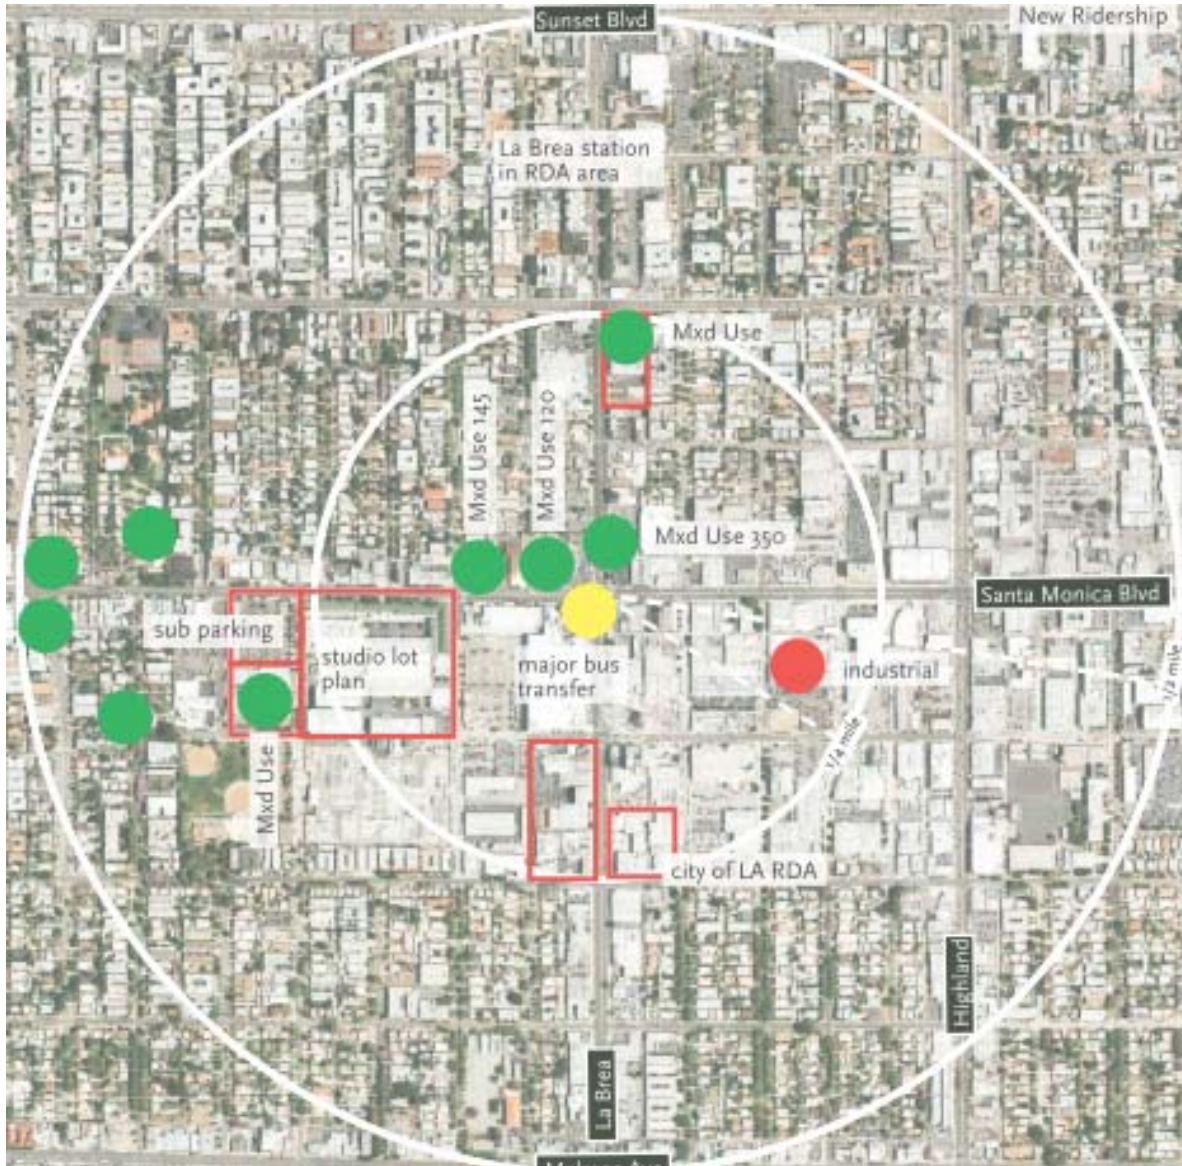 Sunset Blvd
New Ridership
La Brea station
in RDA area
Mxd Use
Mxd Use 145
Mxd Use 120
Mxd Use 350
Santa Monica Blvd
sub parking
studio lot
plan
major bus
transfer
industrial
1/2 mile
1/4 mile
Mxd Use
city of LA RDA
Highland
La Brea